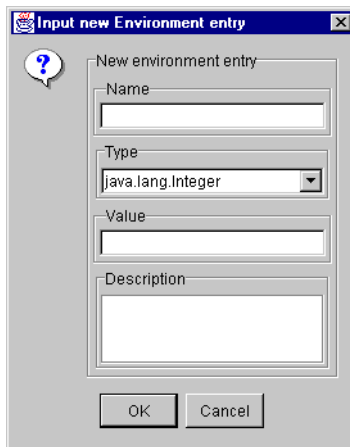 Input new Environment entry
New environment entry
Name
Type
java.lang.Integer
Value
Description
OK
Cancel